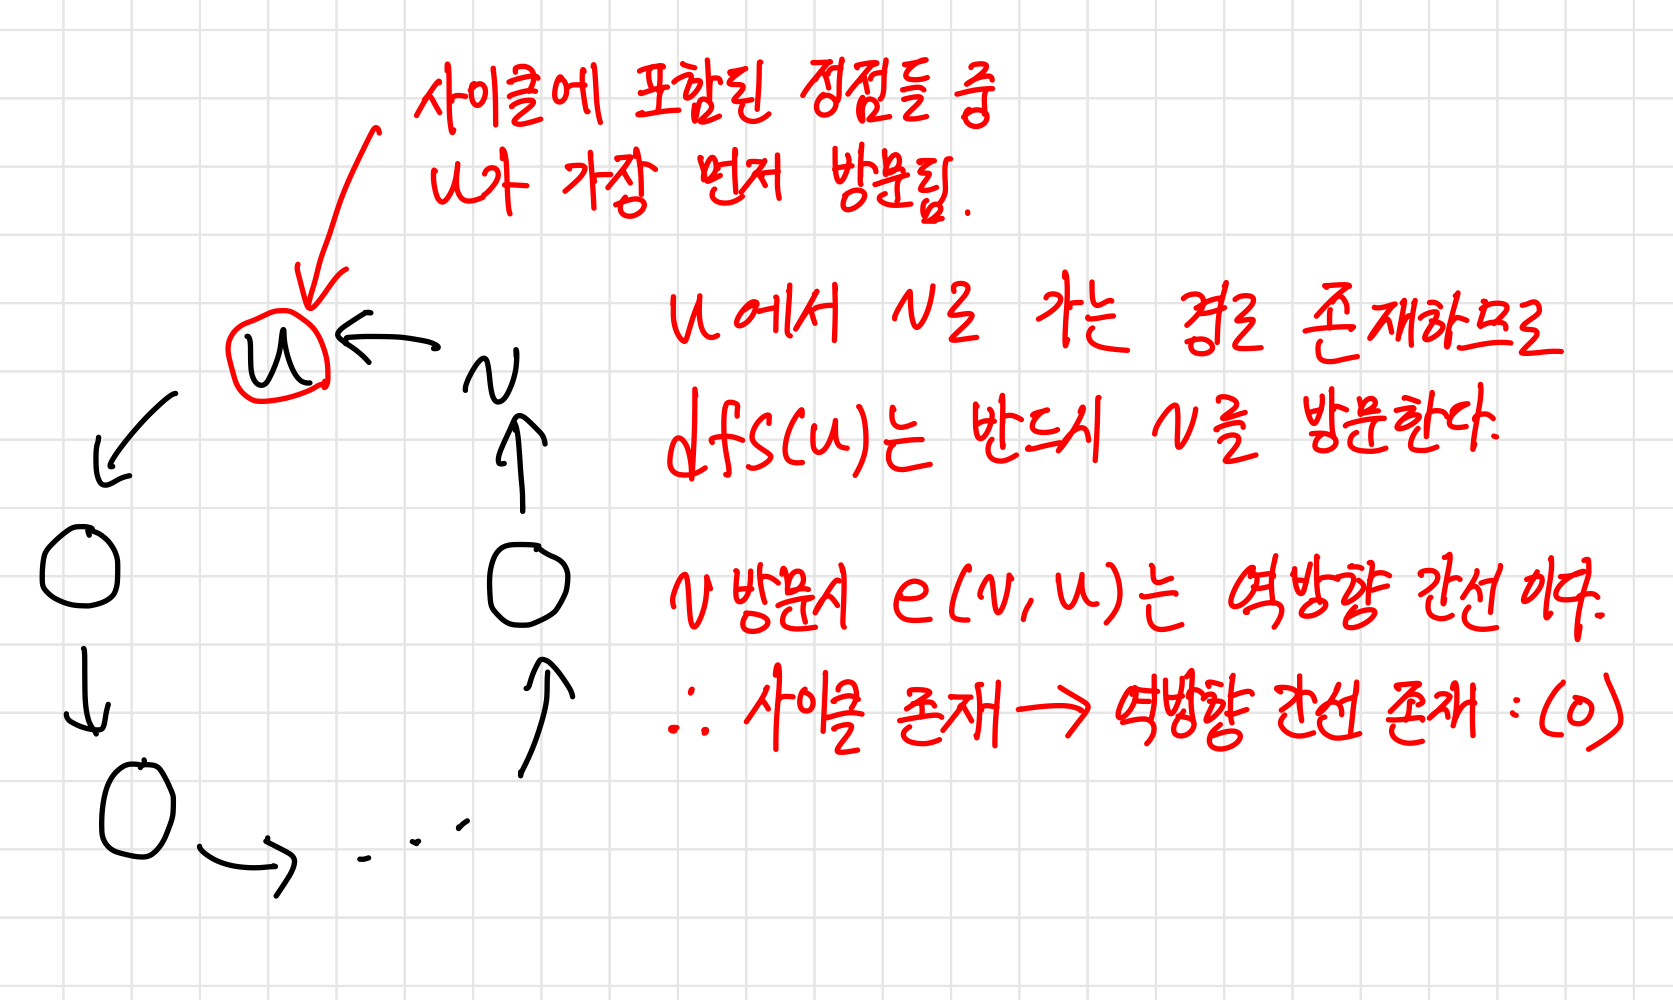 사이클에 포함된 정점들 중
u가 가장 먼저 방문됨.
u
v
u에서 v로 가는 경로 존재하므로
dfs(u)는 반드시 v를 방문한다.
v 방문시 e(v, u)는 역방향 간선이다.
∴ 사이클 존재 → 역방향 간선 존재 : (O)